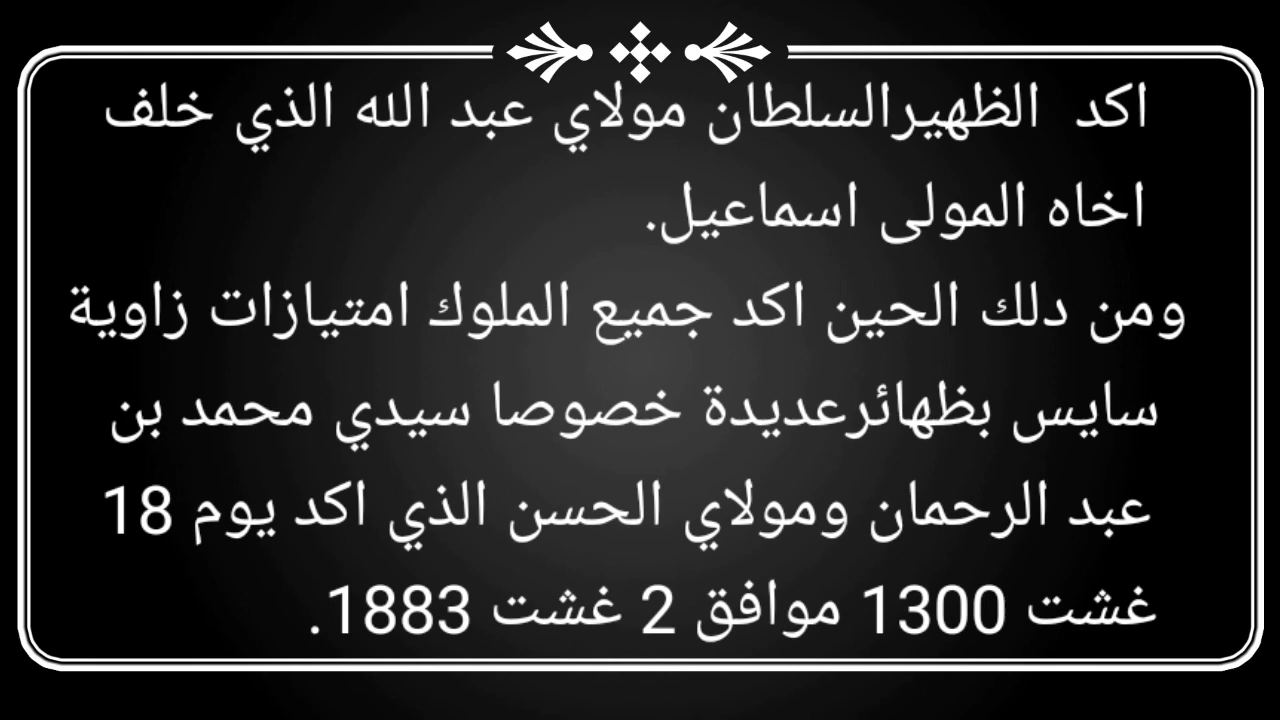 اكد الظهيرالسلطان مولاي عبد الله الذي خلف
اخاه المولى اسماعيل.
ومن دلك الحين اكد جميع الملوك امتيازات زاوية
سايس بظهائرعديدة خصوصا سيدي محمد بن
عبد الرحمان ومولاي الحسن الذي اكد يوم 18
غشت 1300 موافق 2 غشت 1883.